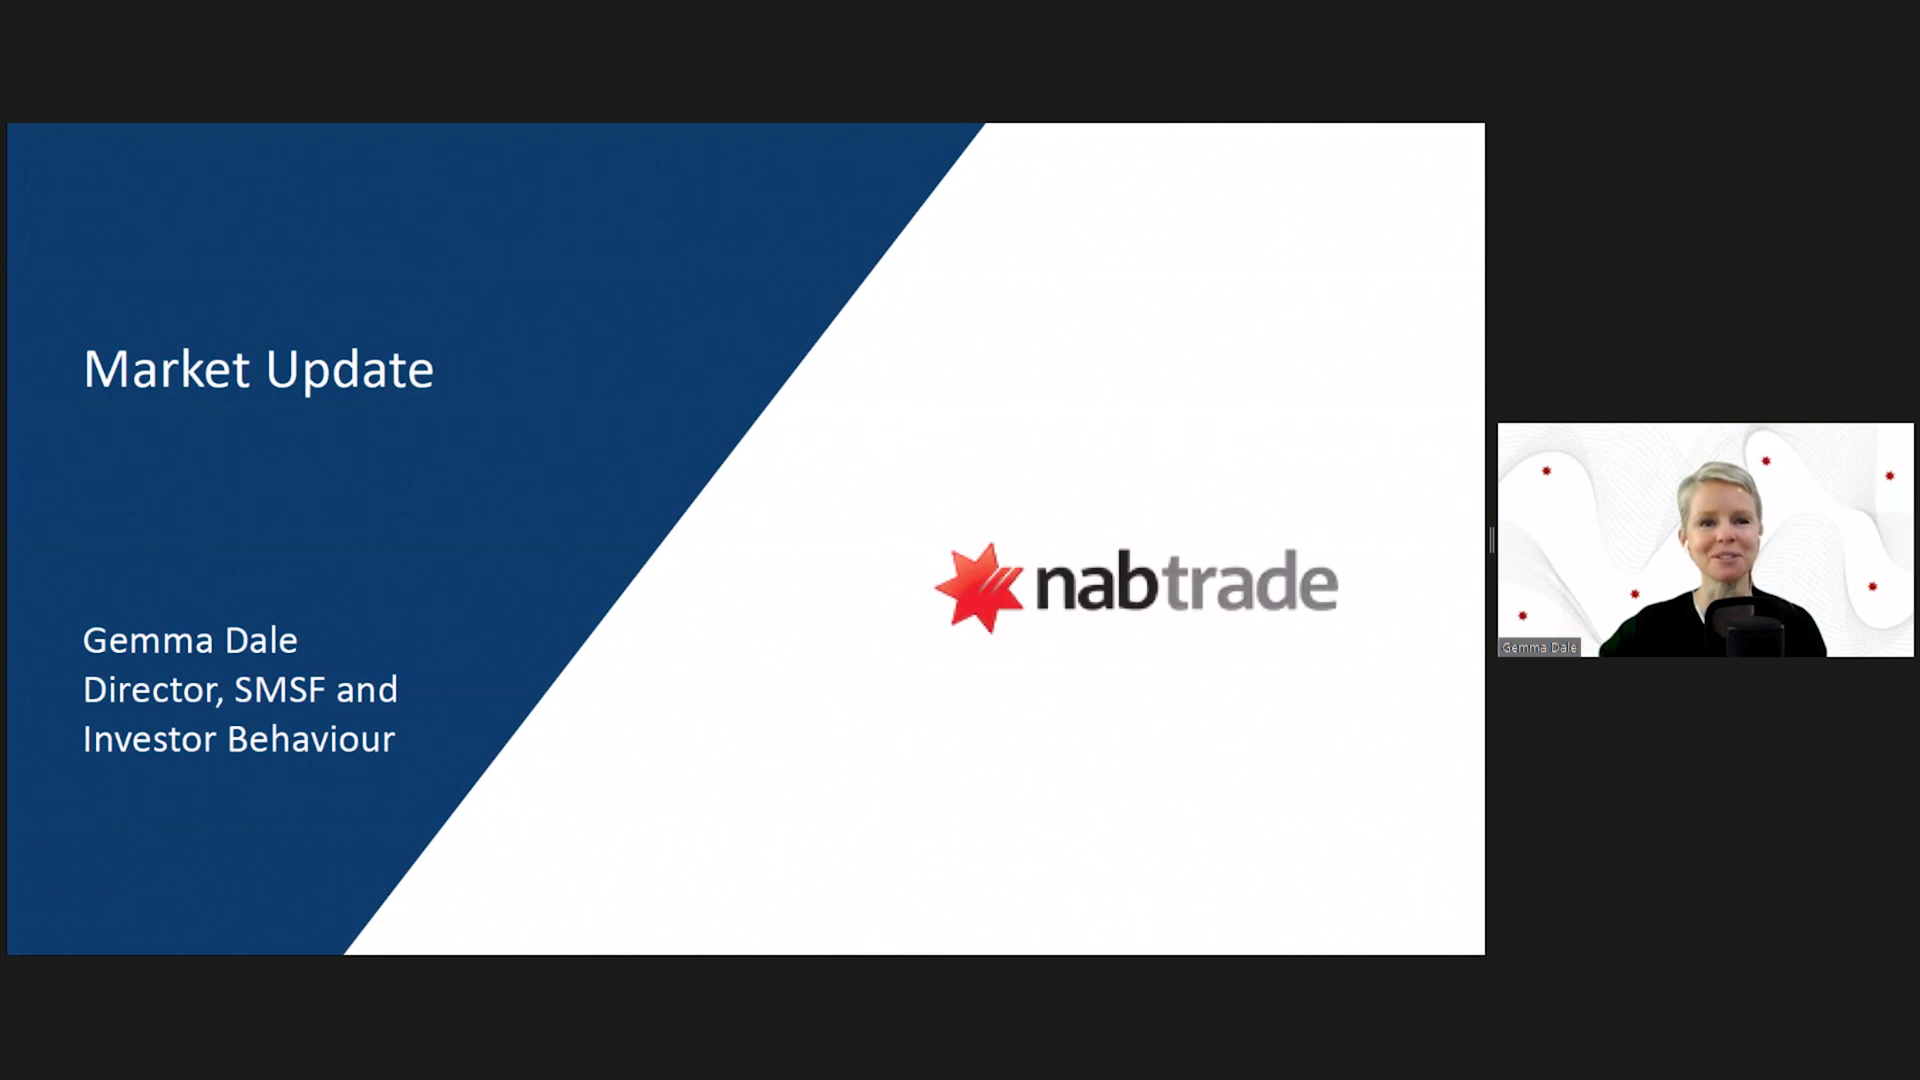 Market Update
Gemma Dale
Director, SMSF and
Investor Behaviour
nabtrade
Gemma Dale